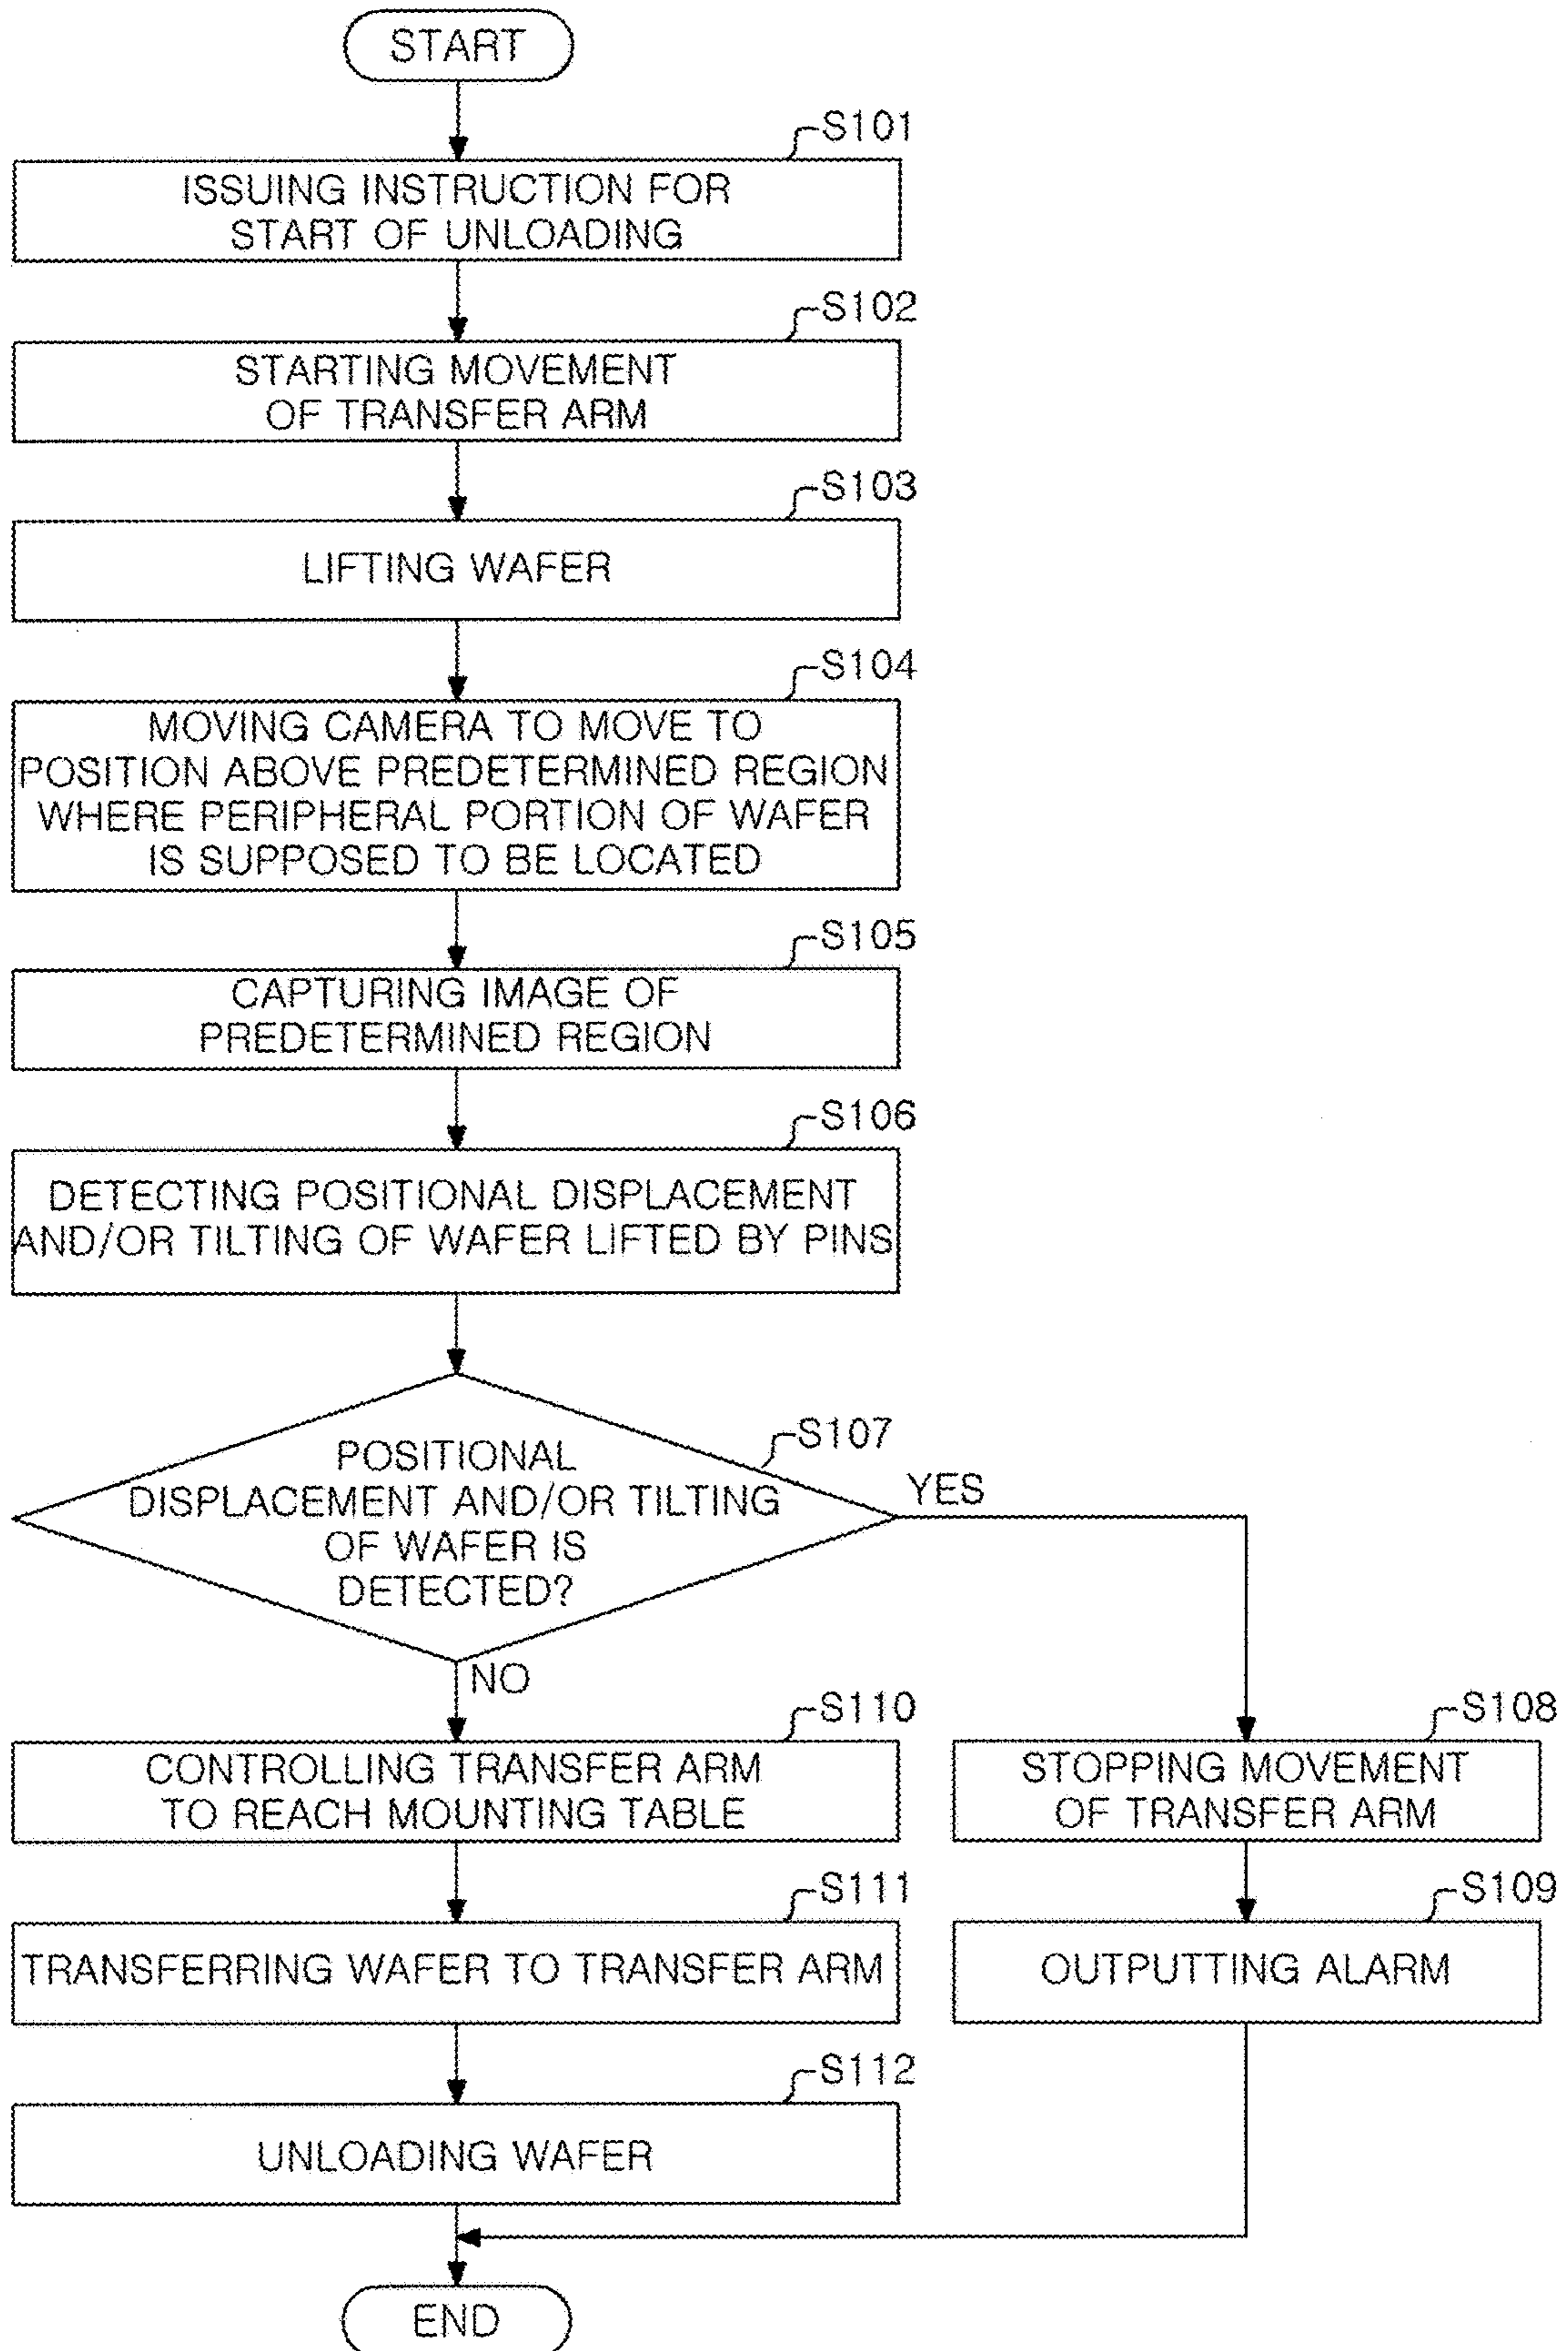 START
S101
ISSUING INSTRUCTION FOR
START OF UNLOADING
S102
STARTING MOVEMENT
OF TRANSFER ARM
S103
LIFTING WAFER
S104
MOVING CAMERA TO MOVE TO
POSITION ABOVE PREDETERMINED REGION
WHERE PERIPHERAL PORTION OF WAFER
IS SUPPOSED TO BE LOCATED
S105
CAPTURING IMAGE OF
PREDETERMINED REGION
S106
DETECTING POSITIONAL DISPLACEMENT
AND/OR TILTING OF WAFER LIFTED BY PINS
S107
POSITIONAL
DISPLACEMENT AND/OR TILTING
OF WAFER IS
DETECTED?
YES
NO
S110
CONTROLLING TRANSFER ARM
TO REACH MOUNTING TABLE
S108
STOPPING MOVEMENT
OF TRANSFER ARM
S111
TRANSFERRING WAFER TO TRANSFER ARM
S109
OUTPUTTING ALARM
S112
UNLOADING WAFER
END